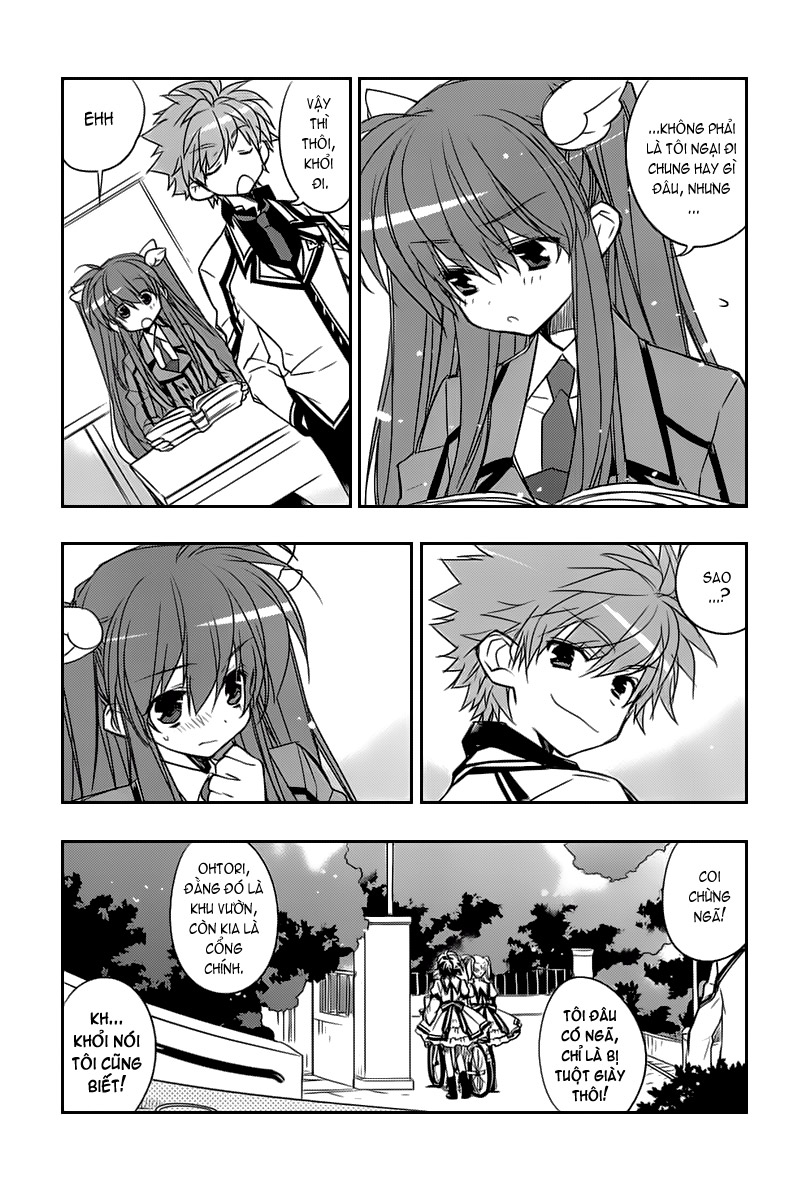 ...KHÔNG PHẢI
LÀ TÔI NGẠI ĐI
CHUNG HAY GÌ
ĐÂU, NHƯNG
...
VẬY
THÌ
THÔI,
KHỎI
ĐI.
EHH
SAO
....?
COI
CHỪNG
NGÃ!
TÔI ĐÂU
CÓ NGÃ,
CHỈ LÀ BỊ
TUỘT GIÀY
THÔI!
OHTORI,
ĐẰNG ĐÓ LÀ
KHU VƯỜN,
CÒN KIA LÀ
CỔNG
CHÍNH.
KH...
KHỎI NÓI
TÔI CŨNG
BIẾT!